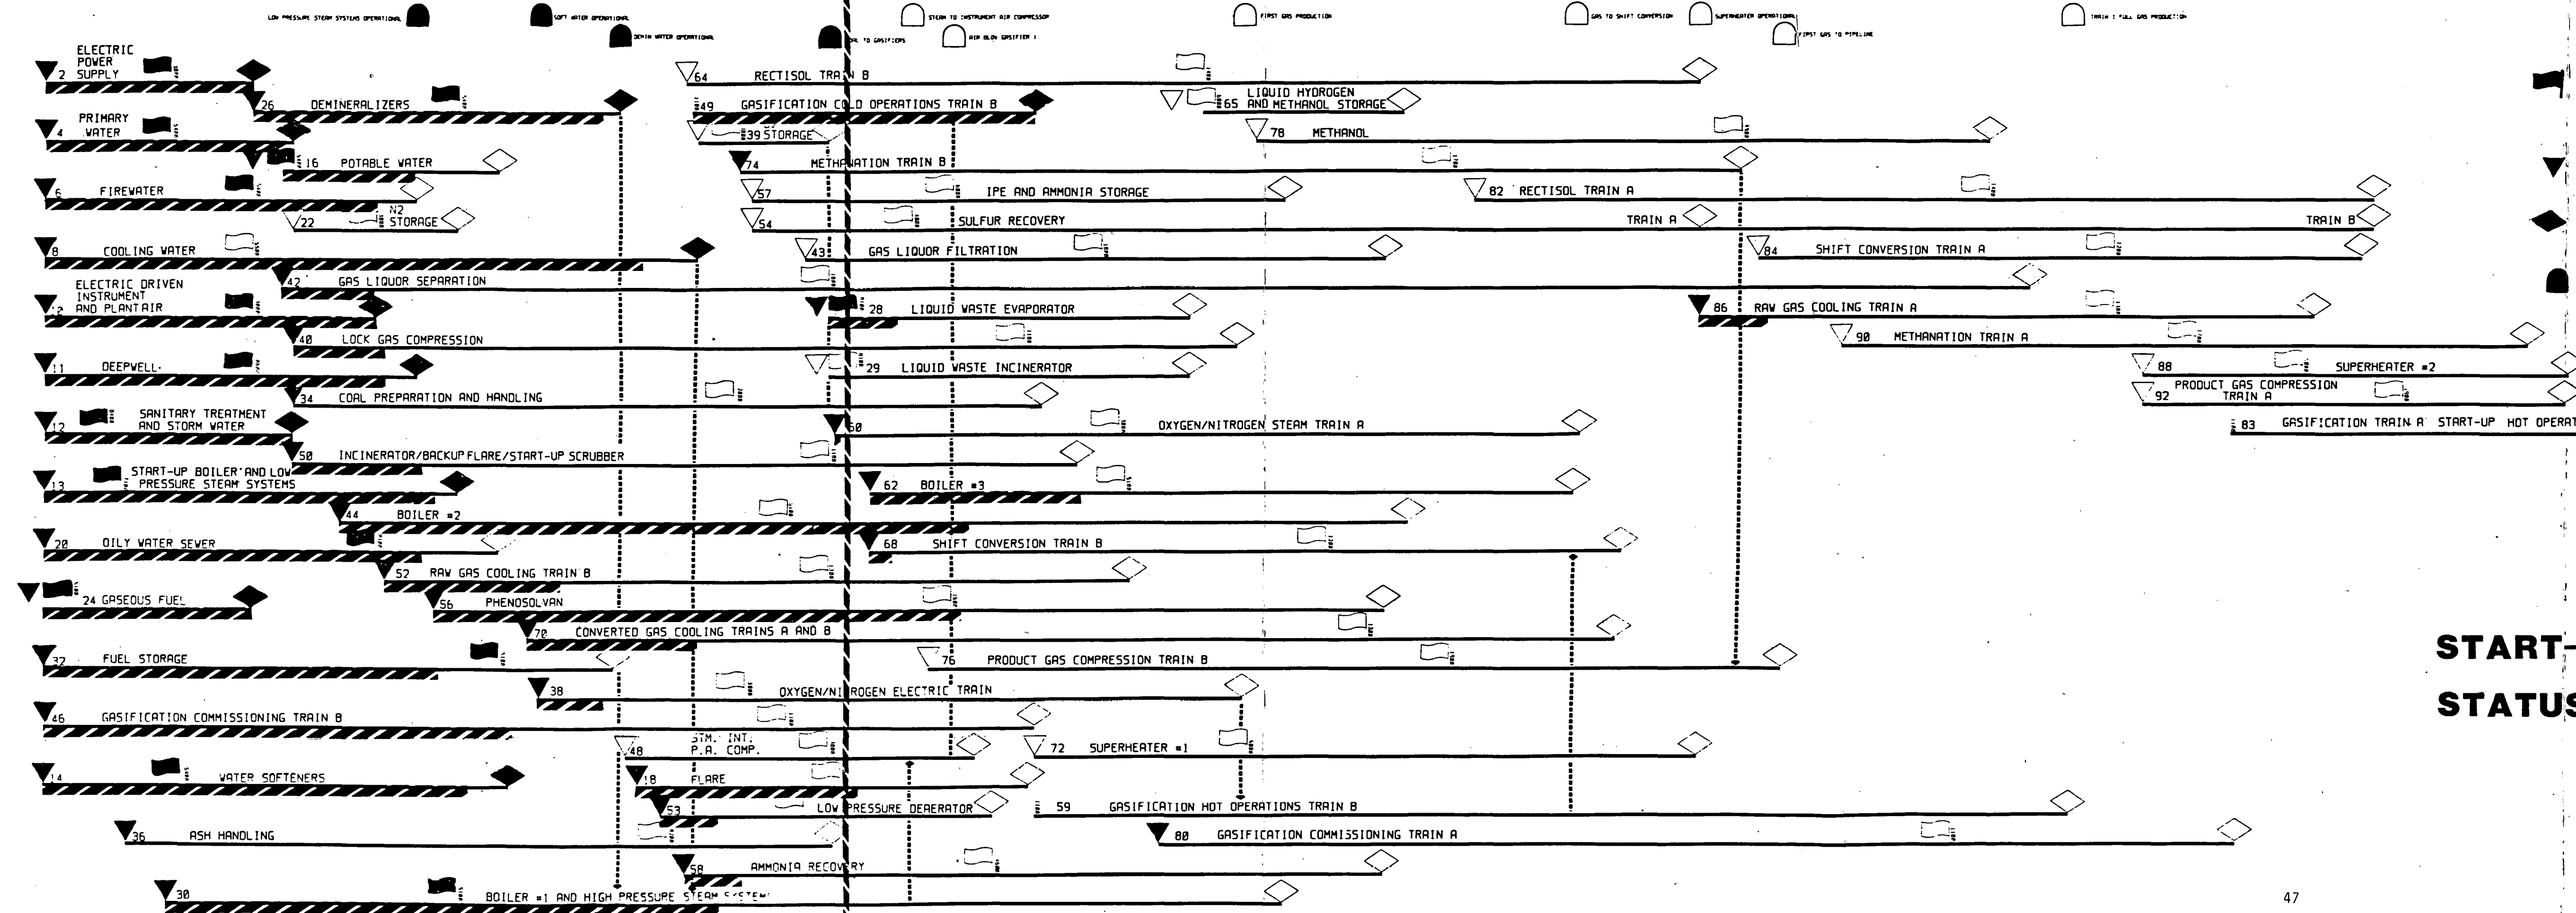 LOW PRESSURE STEAM SYSTEMS OPERATIONAL
SOFT WATER OPERATIONAL
STEAM TO INSTRUMENT AIR COMPRESSOR
FIRST GAS PRODUCTION
GAS TO SHIFT CONVERSION
SUPERHEATER OPERATIONAL
TRAIN 1 FULL GAS PRODUCTION
DEMIN WATER OPERATIONAL
TO GASIFIERS
AIR BLOW GASIFIER 1
FIRST GAS TO PIPELINE
2 ELECTRIC
POWER
SUPPLY
64 RECTISOL TRAIN B
26 DEMINERALIZERS
49 GASIFICATION COLD OPERATIONS TRAIN B
65 LIQUID HYDROGEN
AND METHANOL STORAGE
4 PRIMARY
WATER
39 STORAGE
78 METHANOL
16 POTABLE WATER
74 METHANATION TRAIN B
6 FIREWATER
57 IPE AND AMMONIA STORAGE
82 RECTISOL TRAIN A
22 N2
STORAGE
54 SULFUR RECOVERY
TRAIN A
TRAIN B
8 COOLING WATER
43 GAS LIQUOR FILTRATION
84 SHIFT CONVERSION TRAIN A
42 GAS LIQUOR SEPARATION
ELECTRIC DRIVEN
INSTRUMENT
AND PLANT AIR
28 LIQUID WASTE EVAPORATOR
86 RAW GAS COOLING TRAIN A
40 LOCK GAS COMPRESSION
90 METHANATION TRAIN A
11 DEEPWELL
29 LIQUID WASTE INCINERATOR
88 SUPERHEATER #2
34 COAL PREPARATION AND HANDLING
92 PRODUCT GAS COMPRESSION
TRAIN A
12 SANITARY TREATMENT
AND STORM WATER
60 OXYGEN/NITROGEN STEAM TRAIN A
83 GASIFICATION TRAIN A START-UP HOT OPERAT
50 INCINERATOR/BACKUP FLARE/START-UP SCRUBBER
13 START-UP BOILER AND LOW
PRESSURE STEAM SYSTEMS
62 BOILER #3
44 BOILER #2
20 OILY WATER SEWER
68 SHIFT CONVERSION TRAIN B
52 RAW GAS COOLING TRAIN B
24 GASEOUS FUEL
56 PHENOSOLVAN
70 CONVERTED GAS COOLING TRAINS A AND B
32 FUEL STORAGE
76 PRODUCT GAS COMPRESSION TRAIN B
START-
38 OXYGEN/NITROGEN ELECTRIC TRAIN
STATUS
46 GASIFICATION COMMISSIONING TRAIN B
48 STM. INT.
P.A. COMP.
72 SUPERHEATER #1
14 WATER SOFTENERS
18 FLARE
53 LOW PRESSURE DEAERATOR
59 GASIFICATION HOT OPERATIONS TRAIN B
36 ASH HANDLING
80 GASIFICATION COMMISSIONING TRAIN A
58 AMMONIA RECOVERY
30 BOILER #1 AND HIGH PRESSURE STEAM SYSTEMS
47